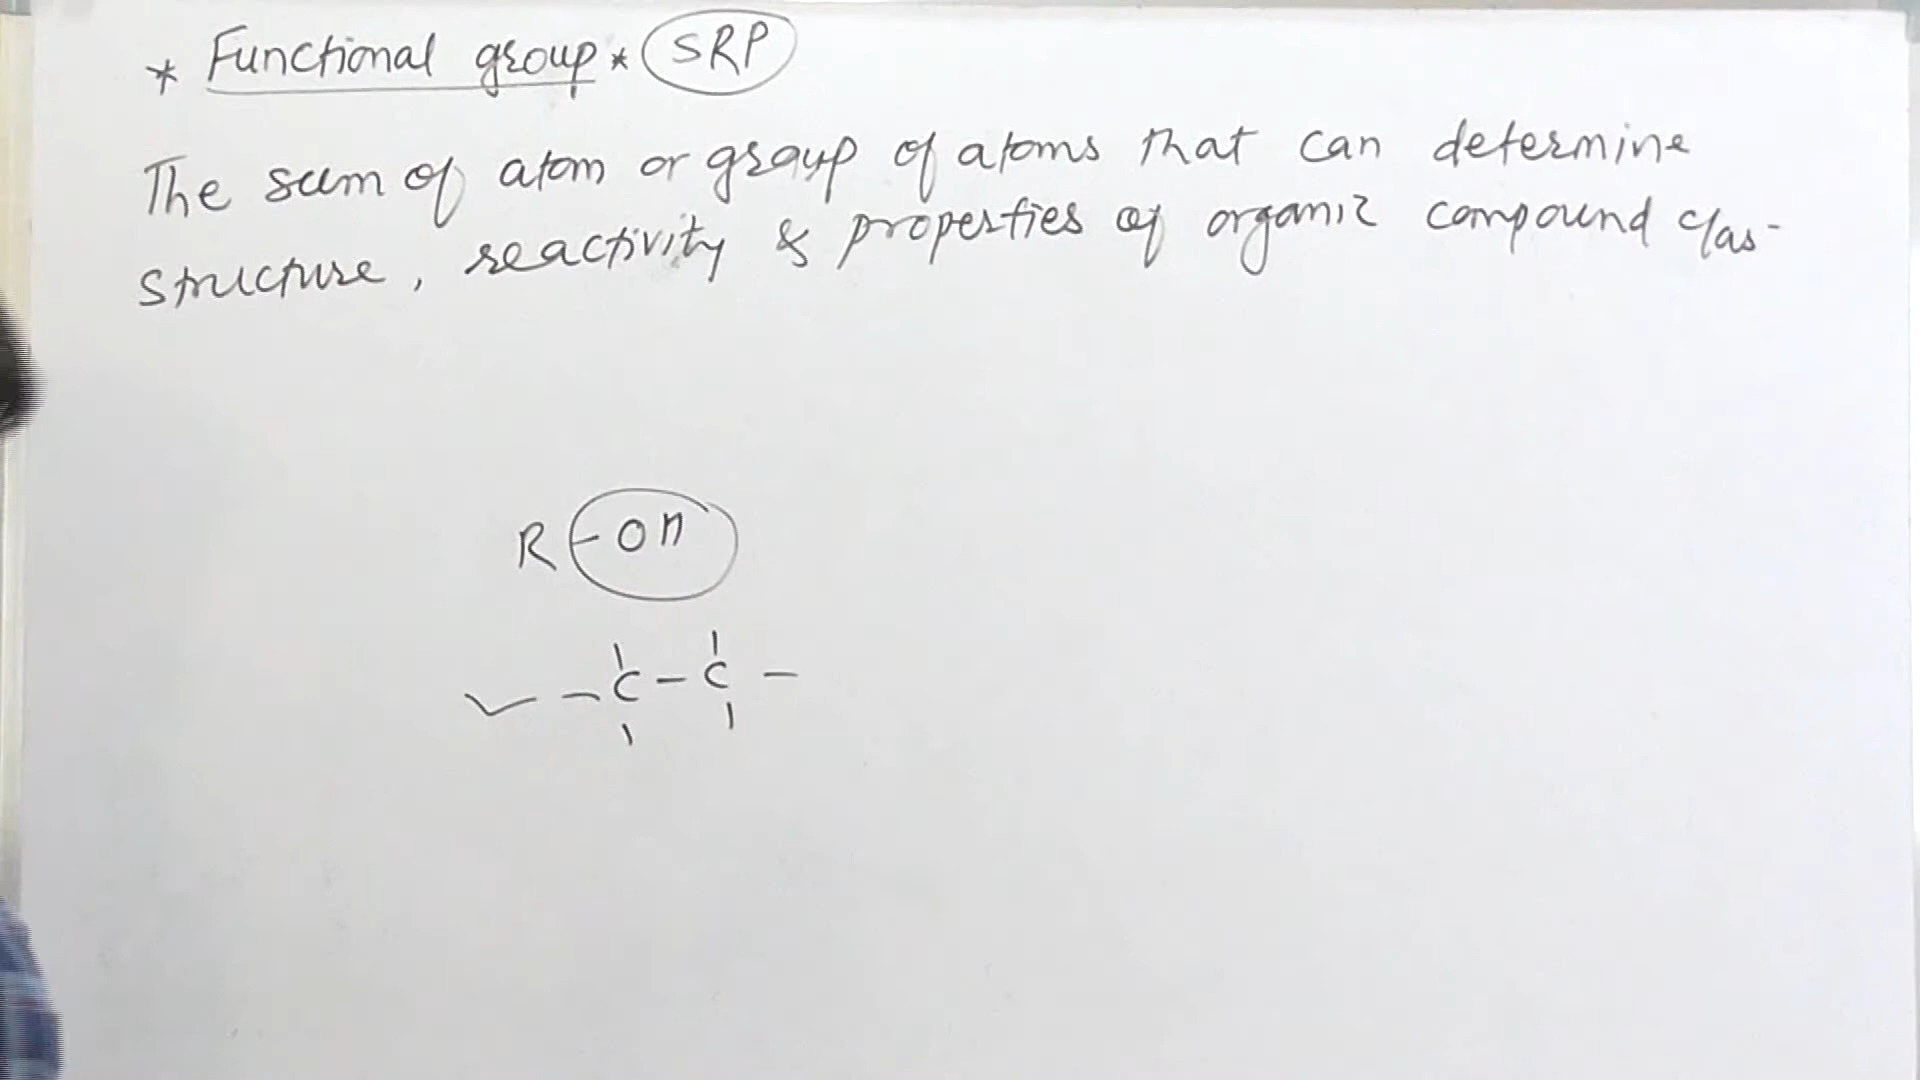 * Functional group * SRP
The sum of atom or group of atoms that can determine
structure, reactivity & properties of organic compound clas-
R-OH
-C-C-